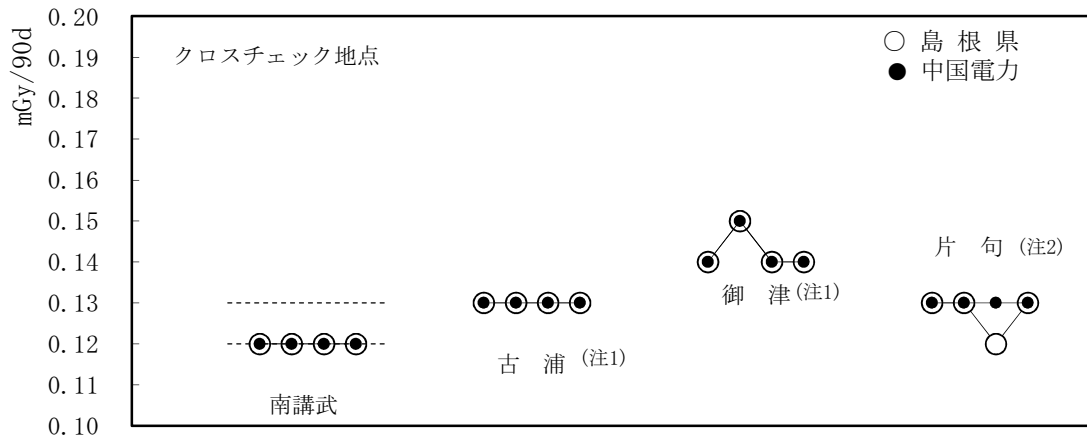 mGy/90d
0.20
0.19
0.18
0.17
0.16
0.15
0.14
0.13
0.12
0.11
0.10
クロスチェック地点
○ 島 根 県
● 中国電力
南講武
古 浦 (注1)
御 津(注1)
片 句 (注2)